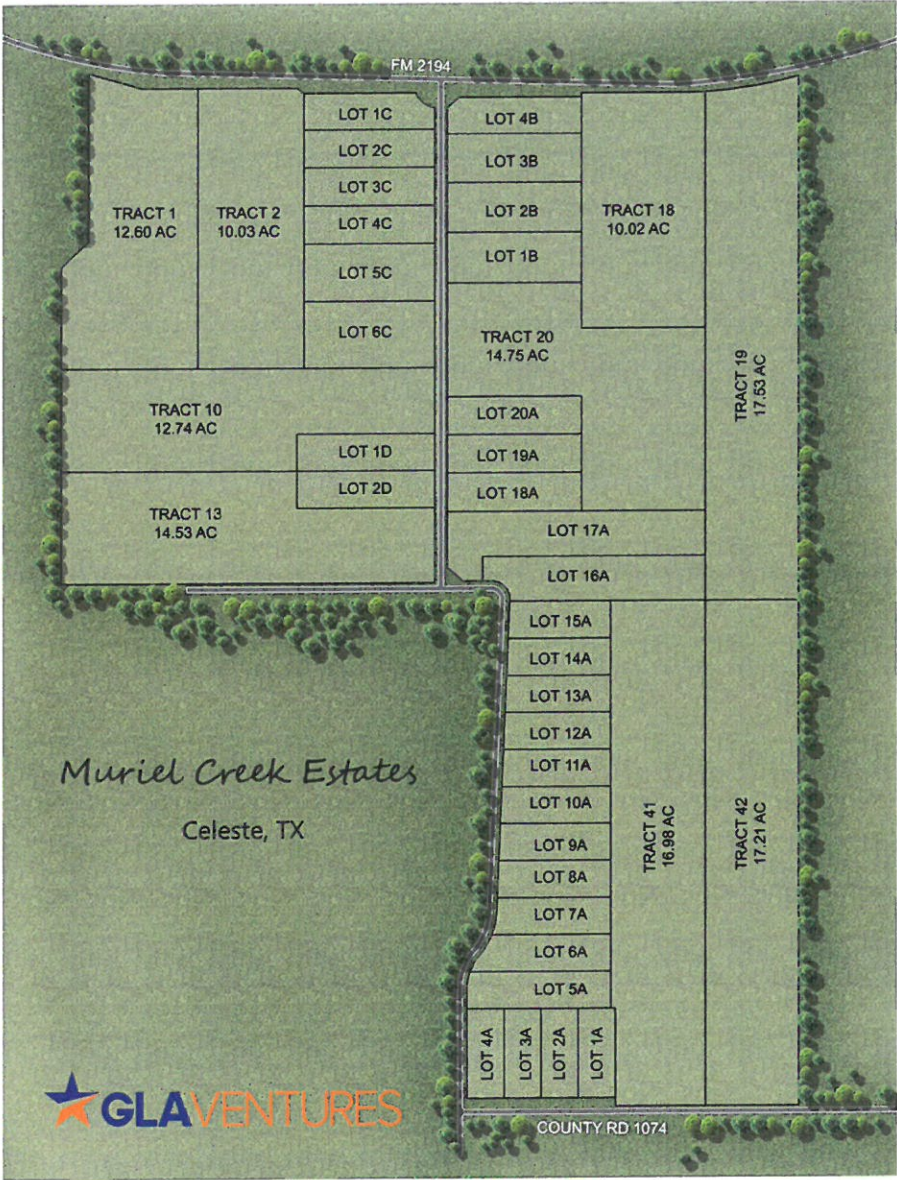 FM 2194
TRACT 1
12.60 AC
TRACT 2
10.03 AC
LOT 1C
LOT 2C
LOT 3C
LOT 4C
LOT 5C
LOT 6C
LOT 4B
LOT 3B
LOT 2B
LOT 1B
TRACT 18
10.02 AC
TRACT 19
17.53 AC
TRACT 20
14.75 AC
TRACT 10
12.74 AC
LOT 1D
LOT 2D
TRACT 13
14.53 AC
LOT 20A
LOT 19A
LOT 18A
LOT 17A
LOT 16A
LOT 15A
LOT 14A
LOT 13A
LOT 12A
LOT 11A
LOT 10A
LOT 9A
LOT 8A
LOT 7A
LOT 6A
LOT 5A
LOT 4A
LOT 3A
LOT 2A
LOT 1A
TRACT 41
16.98 AC
TRACT 42
17.21 AC
Muriel Creek Estates
Celeste, TX
GLAVENTURES
COUNTY RD 1074